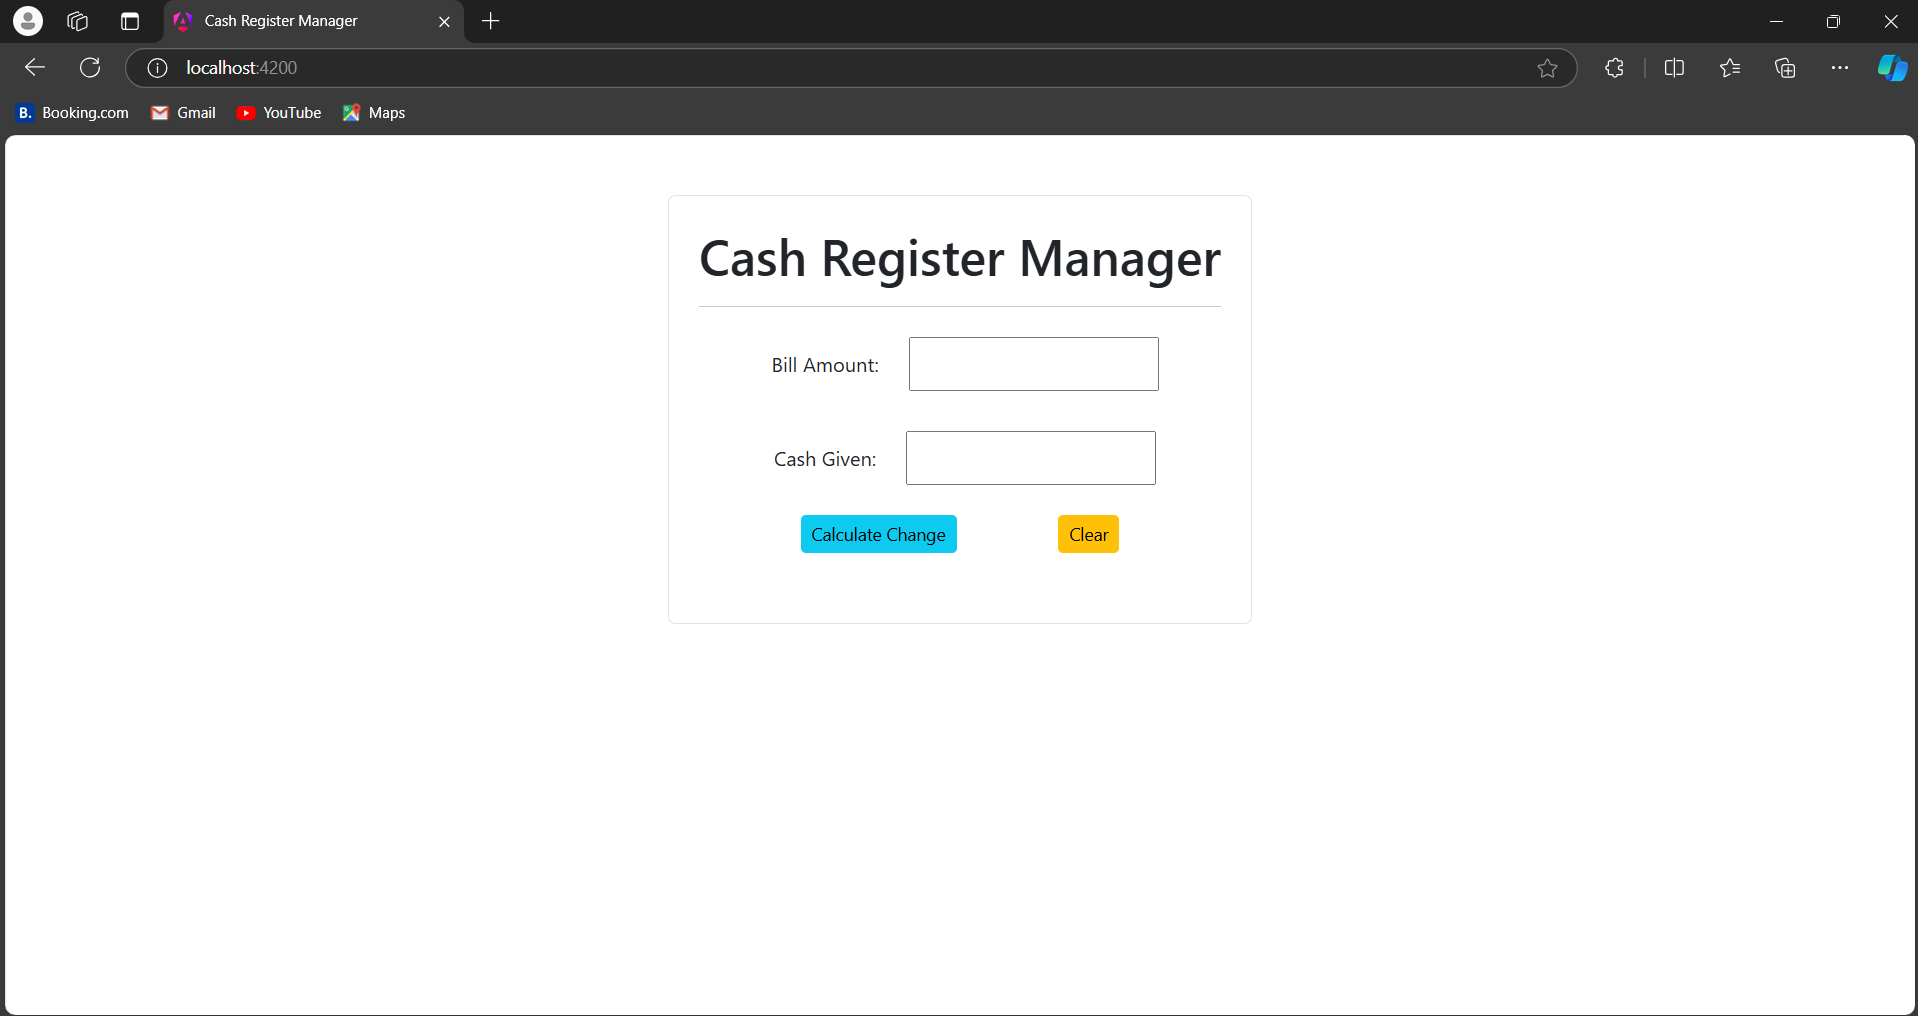 Cash Register Manager
localhost:4200
B. Booking.com Gmail YouTube Maps
Cash Register Manager
Bill Amount:
Cash Given:
Calculate Change Clear